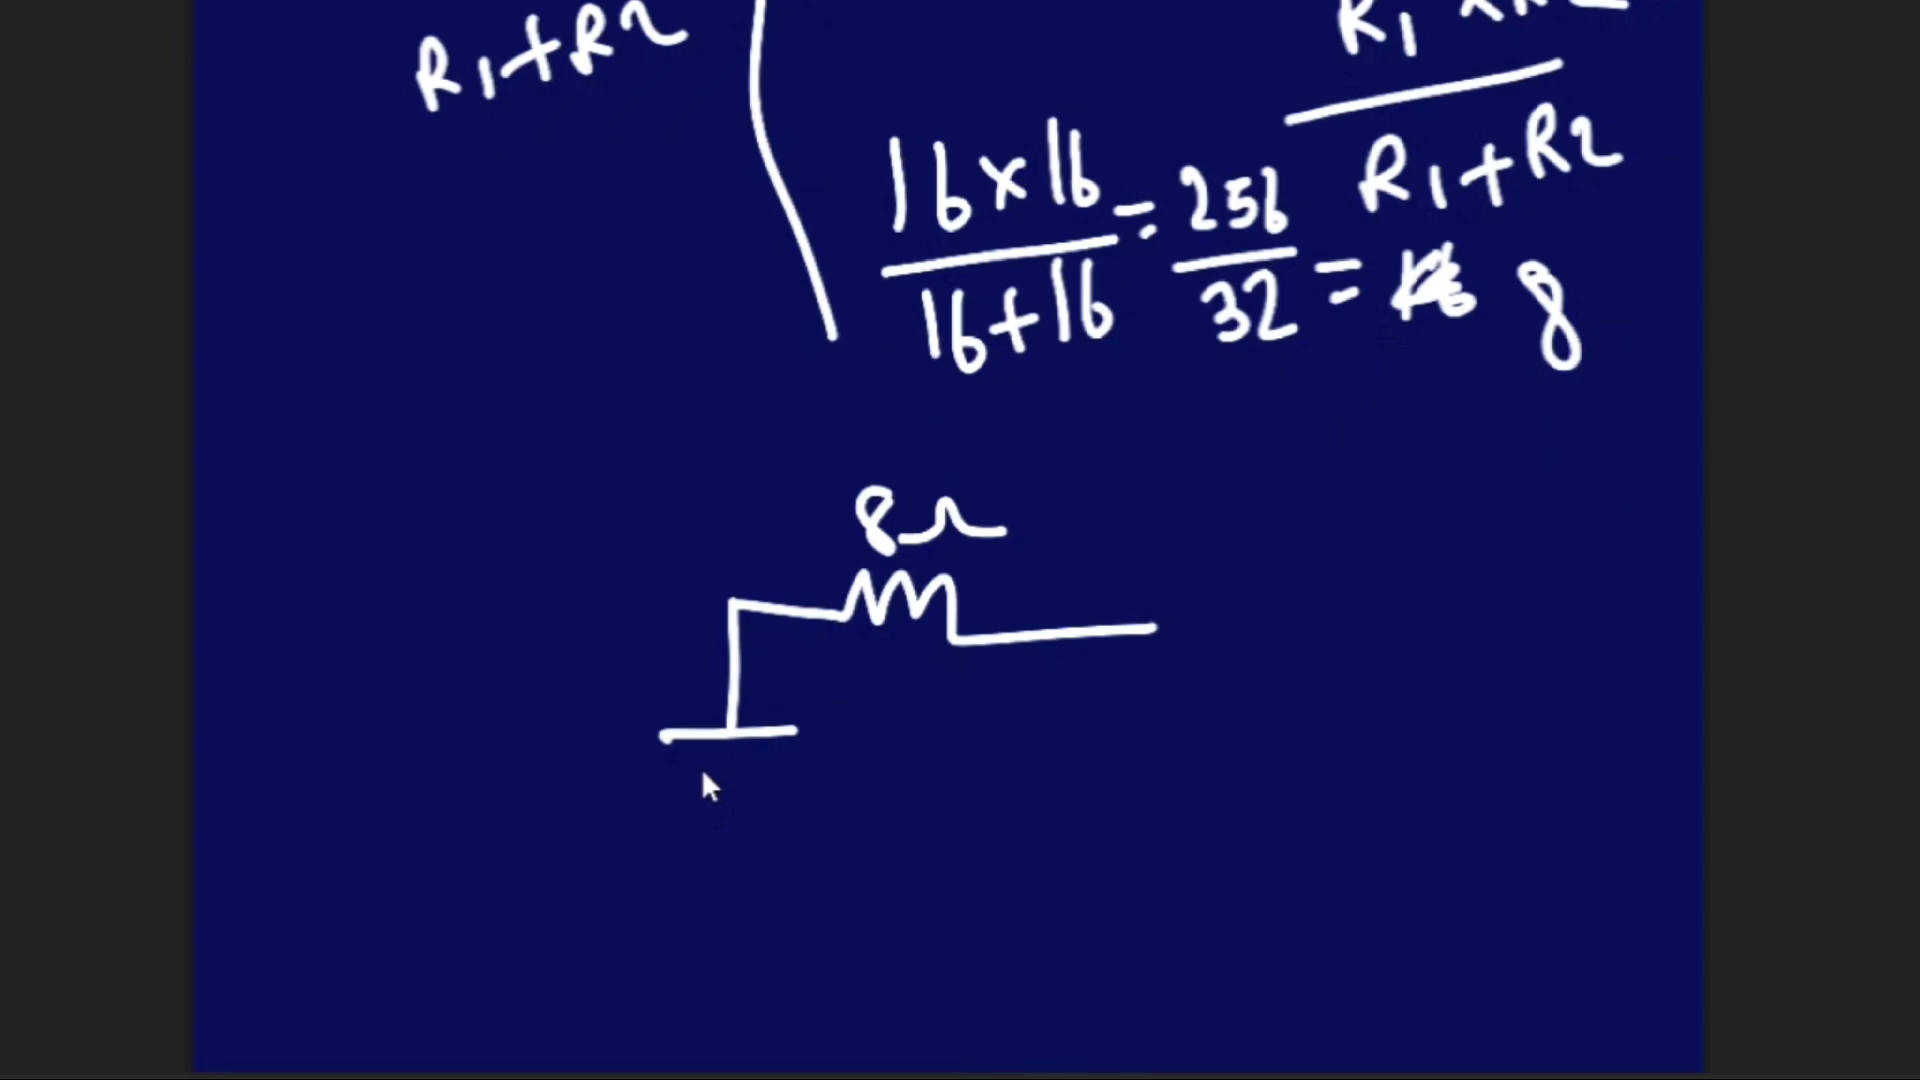 R1+R2
R1 × R2
R1+R2
16×16 = 256 = 8
16+16 32
8Ω